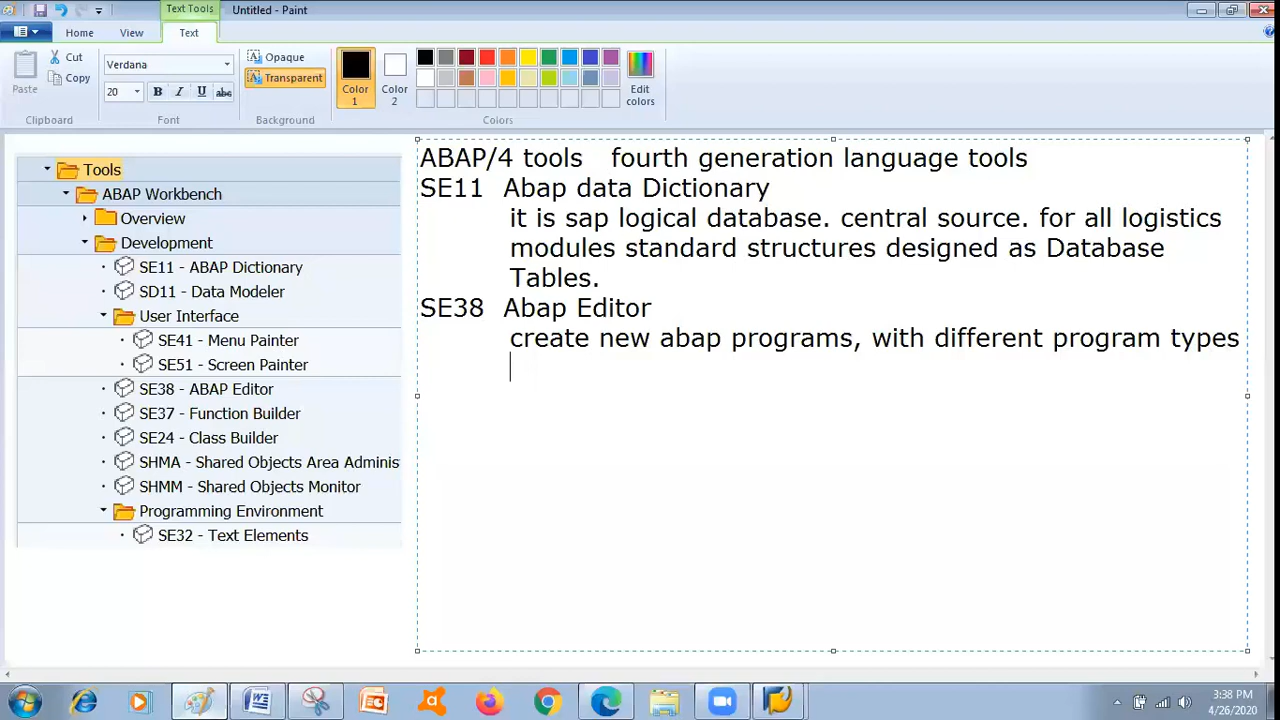 Text Tools
Untitled - Paint
Home
View
Text
Cut
Copy
Paste
Clipboard
Verdana
20
B I U abc
Font
Opaque
Transparent
Background
Color 1
Color 2
Edit colors
Colors
Tools
ABAP Workbench
Overview
Development
SE11 - ABAP Dictionary
SD11 - Data Modeler
User Interface
SE41 - Menu Painter
SE51 - Screen Painter
SE38 - ABAP Editor
SE37 - Function Builder
SE24 - Class Builder
SHMA - Shared Objects Area Adminis
SHMM - Shared Objects Monitor
Programming Environment
SE32 - Text Elements
ABAP/4 tools fourth generation language tools
SE11 Abap data Dictionary
it is sap logical database. central source. for all logistics
modules standard structures designed as Database
Tables.
SE38 Abap Editor
create new abap programs, with different program types
3:38 PM
4/26/2020